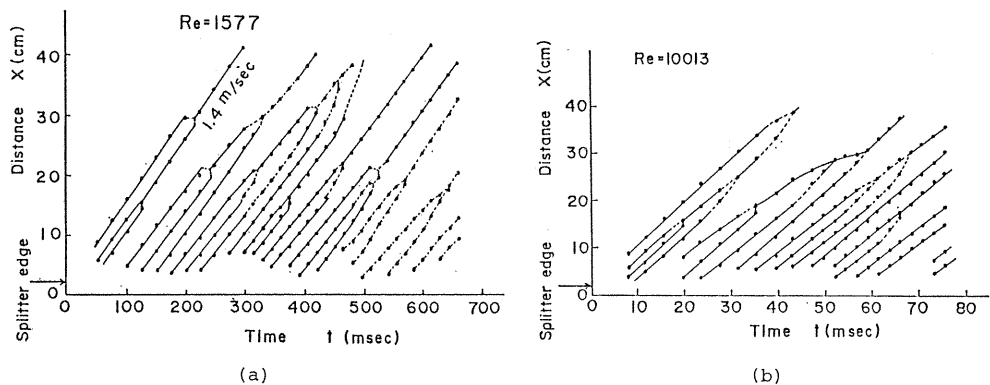 Re=1577
Distance X (cm)
40
30
20
10
0
Splitter edge
1.4 m/sec
0 100 200 300 400 500 600 700
Time t (msec)
(a)
Re=10013
Distance X (cm)
40
30
20
10
0
Splitter edge
0 10 20 30 40 50 60 70 80
Time t (msec)
(b)